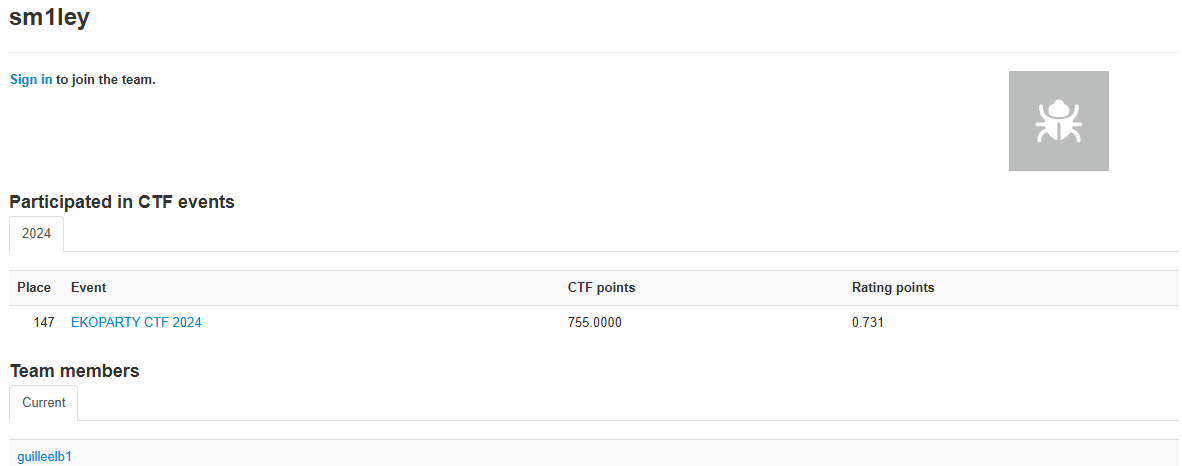 sm1ley
Sign in to join the team.
Participated in CTF events
2024
Place Event CTF points Rating points
147 EKOPARTY CTF 2024 755.0000 0.731
Team members
Current
guilleelb1